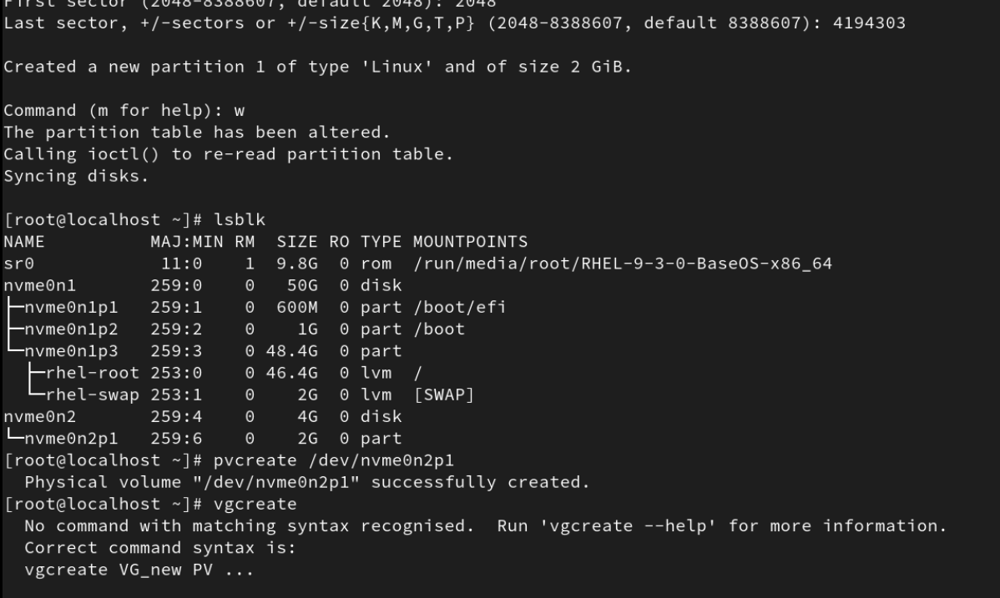 First sector (2048-8388607, default 2048): 2048
Last sector, +/-sectors or +/-size{K,M,G,T,P} (2048-8388607, default 8388607): 4194303

Created a new partition 1 of type 'Linux' and of size 2 GiB.

Command (m for help): w
The partition table has been altered.
Calling ioctl() to re-read partition table.
Syncing disks.

[root@localhost ~]# lsblk
NAME          MAJ:MIN RM  SIZE RO TYPE MOUNTPOINTS
sr0            11:0    1  9.8G  0 rom  /run/media/root/RHEL-9-3-0-BaseOS-x86_64
nvme0n1       259:0    0   50G  0 disk
├─nvme0n1p1   259:1    0  600M  0 part /boot/efi
├─nvme0n1p2   259:2    0    1G  0 part /boot
└─nvme0n1p3   259:3    0 48.4G  0 part
  ├─rhel-root 253:0    0 46.4G  0 lvm  /
  └─rhel-swap 253:1    0    2G  0 lvm  [SWAP]
nvme0n2       259:4    0    4G  0 disk
└─nvme0n2p1   259:6    0    2G  0 part
[root@localhost ~]# pvcreate /dev/nvme0n2p1
  Physical volume "/dev/nvme0n2p1" successfully created.
[root@localhost ~]# vgcreate
  No command with matching syntax recognised.  Run 'vgcreate --help' for more information.
  Correct command syntax is:
  vgcreate VG_new PV ...